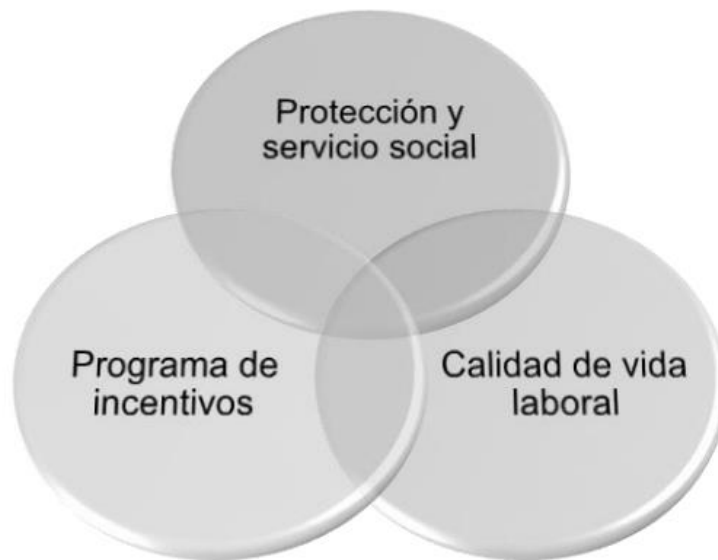 Protección y
servicio social
Programa de
incentivos
Calidad de vida
laboral